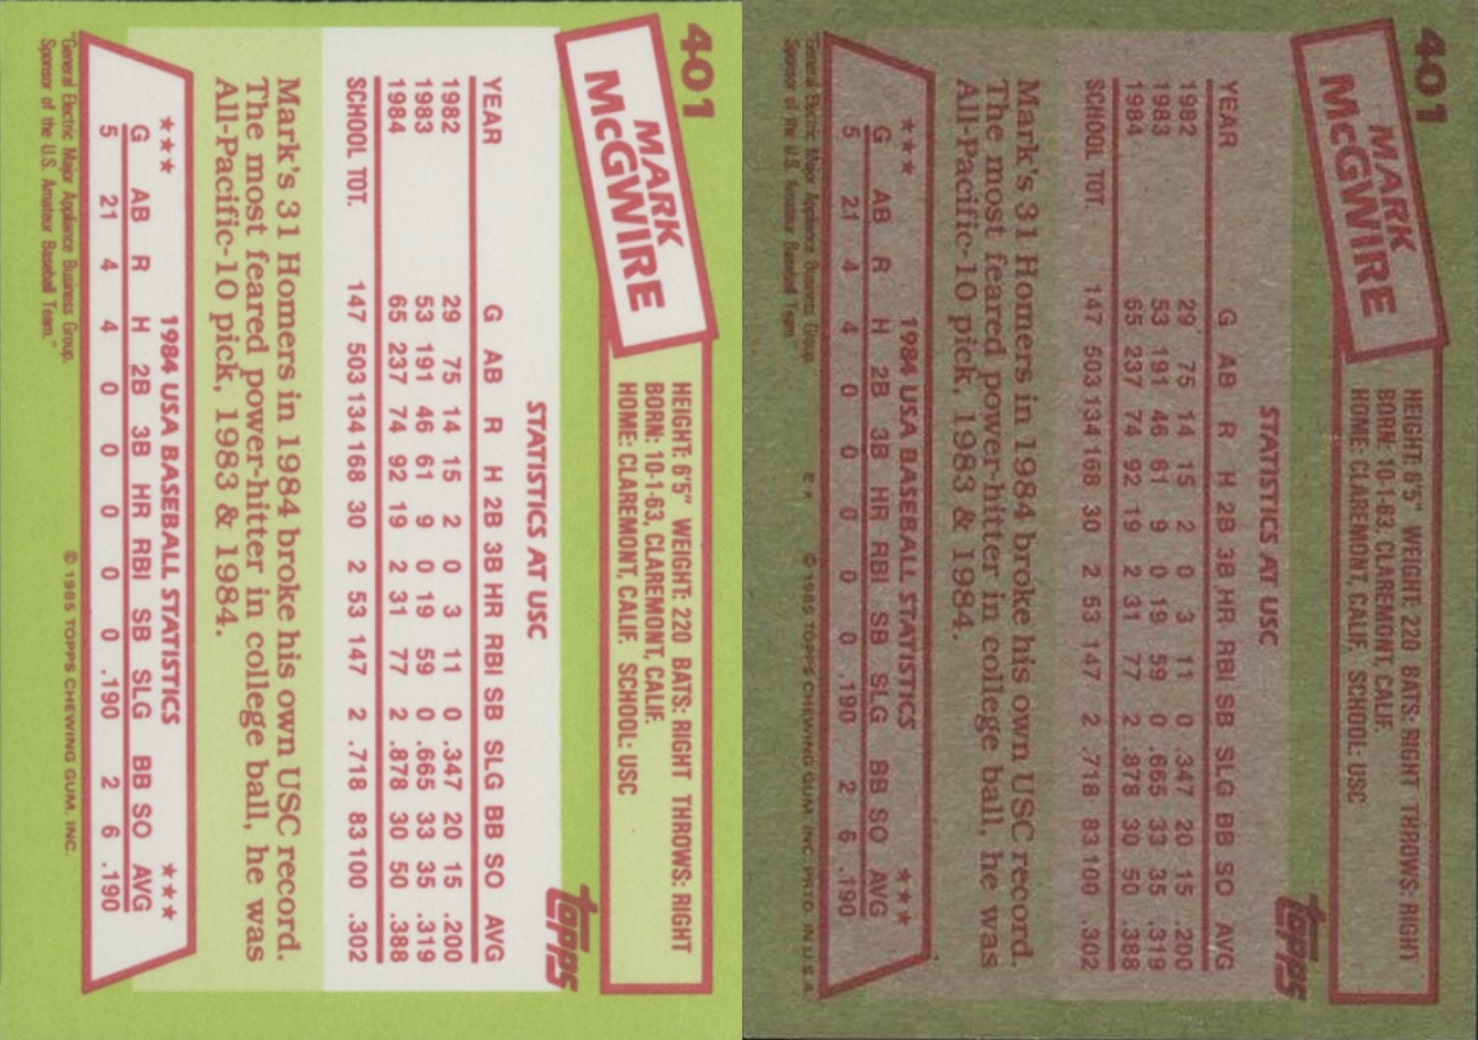 401
MARK
McGWIRE
HEIGHT: 6'5" WEIGHT: 220 BATS: RIGHT THROWS: RIGHT
BORN: 10-1-63, CLAREMONT, CALIF.
HOME: CLAREMONT, CALIF. SCHOOL: USC
topps
STATISTICS AT USC
YEAR G AB R H 2B 3B HR RBI SB SLG BB SO AVG
1982 29 75 14 15 2 0 3 11 0 .347 20 15 .200
1983 53 191 46 61 9 0 19 59 0 .665 33 35 .319
1984 65 237 74 92 19 2 31 77 2 .878 30 50 .388
SCHOOL TOT. 147 503 134 168 30 2 53 147 2 .718 83 100 .302
Mark's 31 Homers in 1984 broke his own USC record.
The most feared power-hitter in college ball, he was
All-Pacific-10 pick, 1983 & 1984.
★★★ 1984 USA BASEBALL STATISTICS ★★★
G AB R H 2B 3B HR RBI SB SLG BB SO AVG
5 21 4 4 0 0 0 0 0 .190 2 6 .190
"General Electric Major Appliance Business Group. © 1985 TOPPS CHEWING GUM, INC.
Sponsor of the U.S. Amateur Baseball Team."
401
MARK
McGWIRE
HEIGHT: 6'5" WEIGHT: 220 BATS: RIGHT THROWS: RIGHT
BORN: 10-1-63, CLAREMONT, CALIF.
HOME: CLAREMONT, CALIF. SCHOOL: USC
topps
STATISTICS AT USC
YEAR G AB R H 2B 3B HR RBI SB SLG BB SO AVG
1982 29 75 14 15 2 0 3 11 0 .347 20 15 .200
1983 53 191 46 61 9 0 19 59 0 .665 33 35 .319
1984 65 237 74 92 19 2 31 77 2 .878 30 50 .388
SCHOOL TOT. 147 503 134 168 30 2 53 147 2 .718 83 100 .302
Mark's 31 Homers in 1984 broke his own USC record.
The most feared power-hitter in college ball, he was
All-Pacific-10 pick, 1983 & 1984.
★★★ 1984 USA BASEBALL STATISTICS ★★★
G AB R H 2B 3B HR RBI SB SLG BB SO AVG
5 21 4 4 0 0 0 0 0 .190 2 6 .190
"General Electric Major Appliance Business Group. © 1985 TOPPS CHEWING GUM, INC. PRTD. IN U.S.A.
Sponsor of the U.S. Amateur Baseball Team."